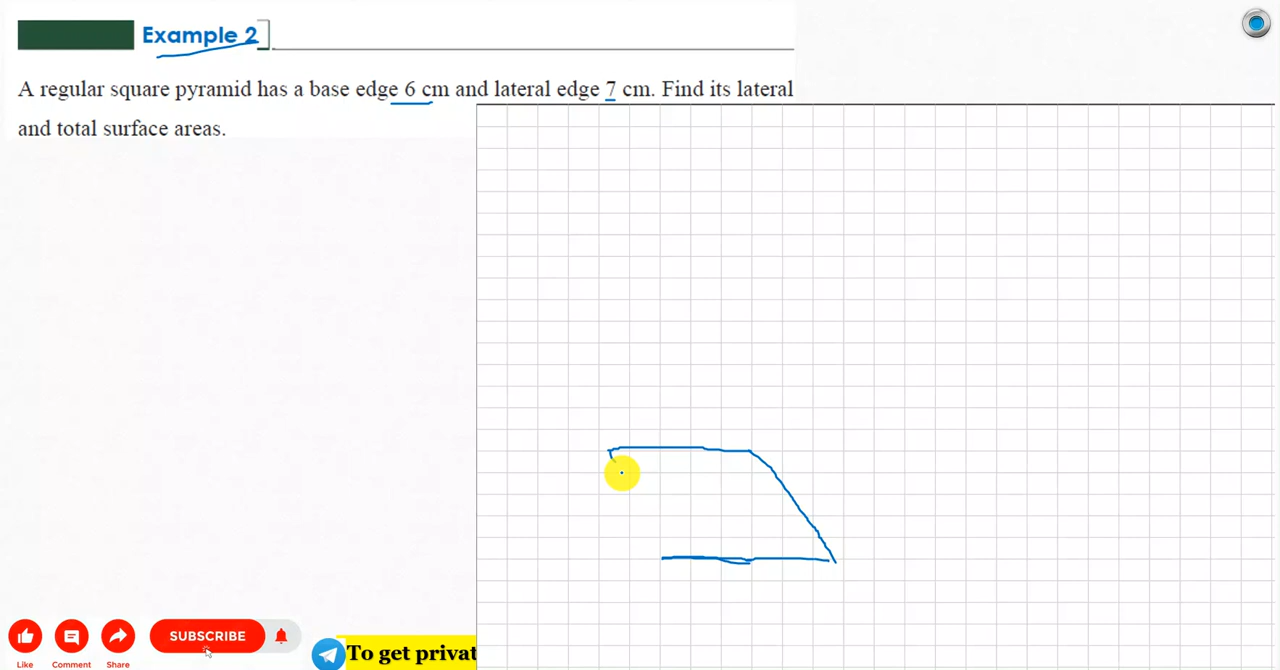 Example 2
A regular square pyramid has a base edge 6 cm and lateral edge 7 cm. Find its lateral
and total surface areas.
SUBSCRIBE
Like Comment Share
To get privat